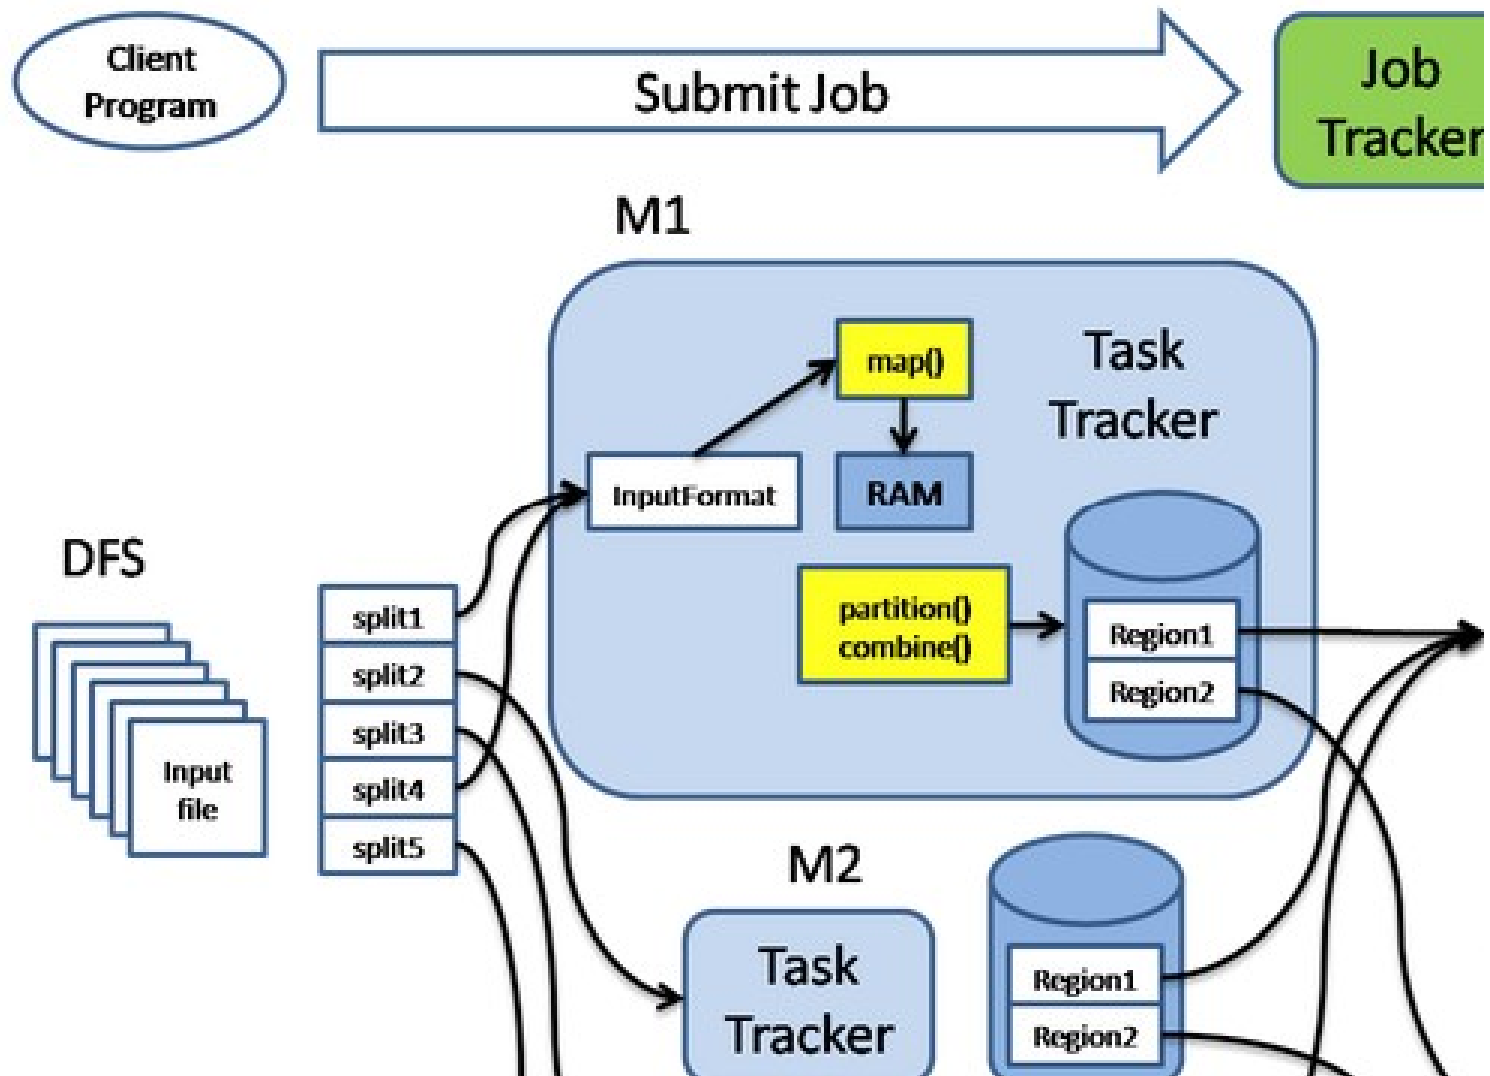 Client
Program
Submit Job
Job
Tracker
M1
map()
Task
Tracker
InputFormat
RAM
DFS
split1
split2
split3
split4
split5
partition()
combine()
Region1
Region2
Input
file
M2
Task
Tracker
Region1
Region2